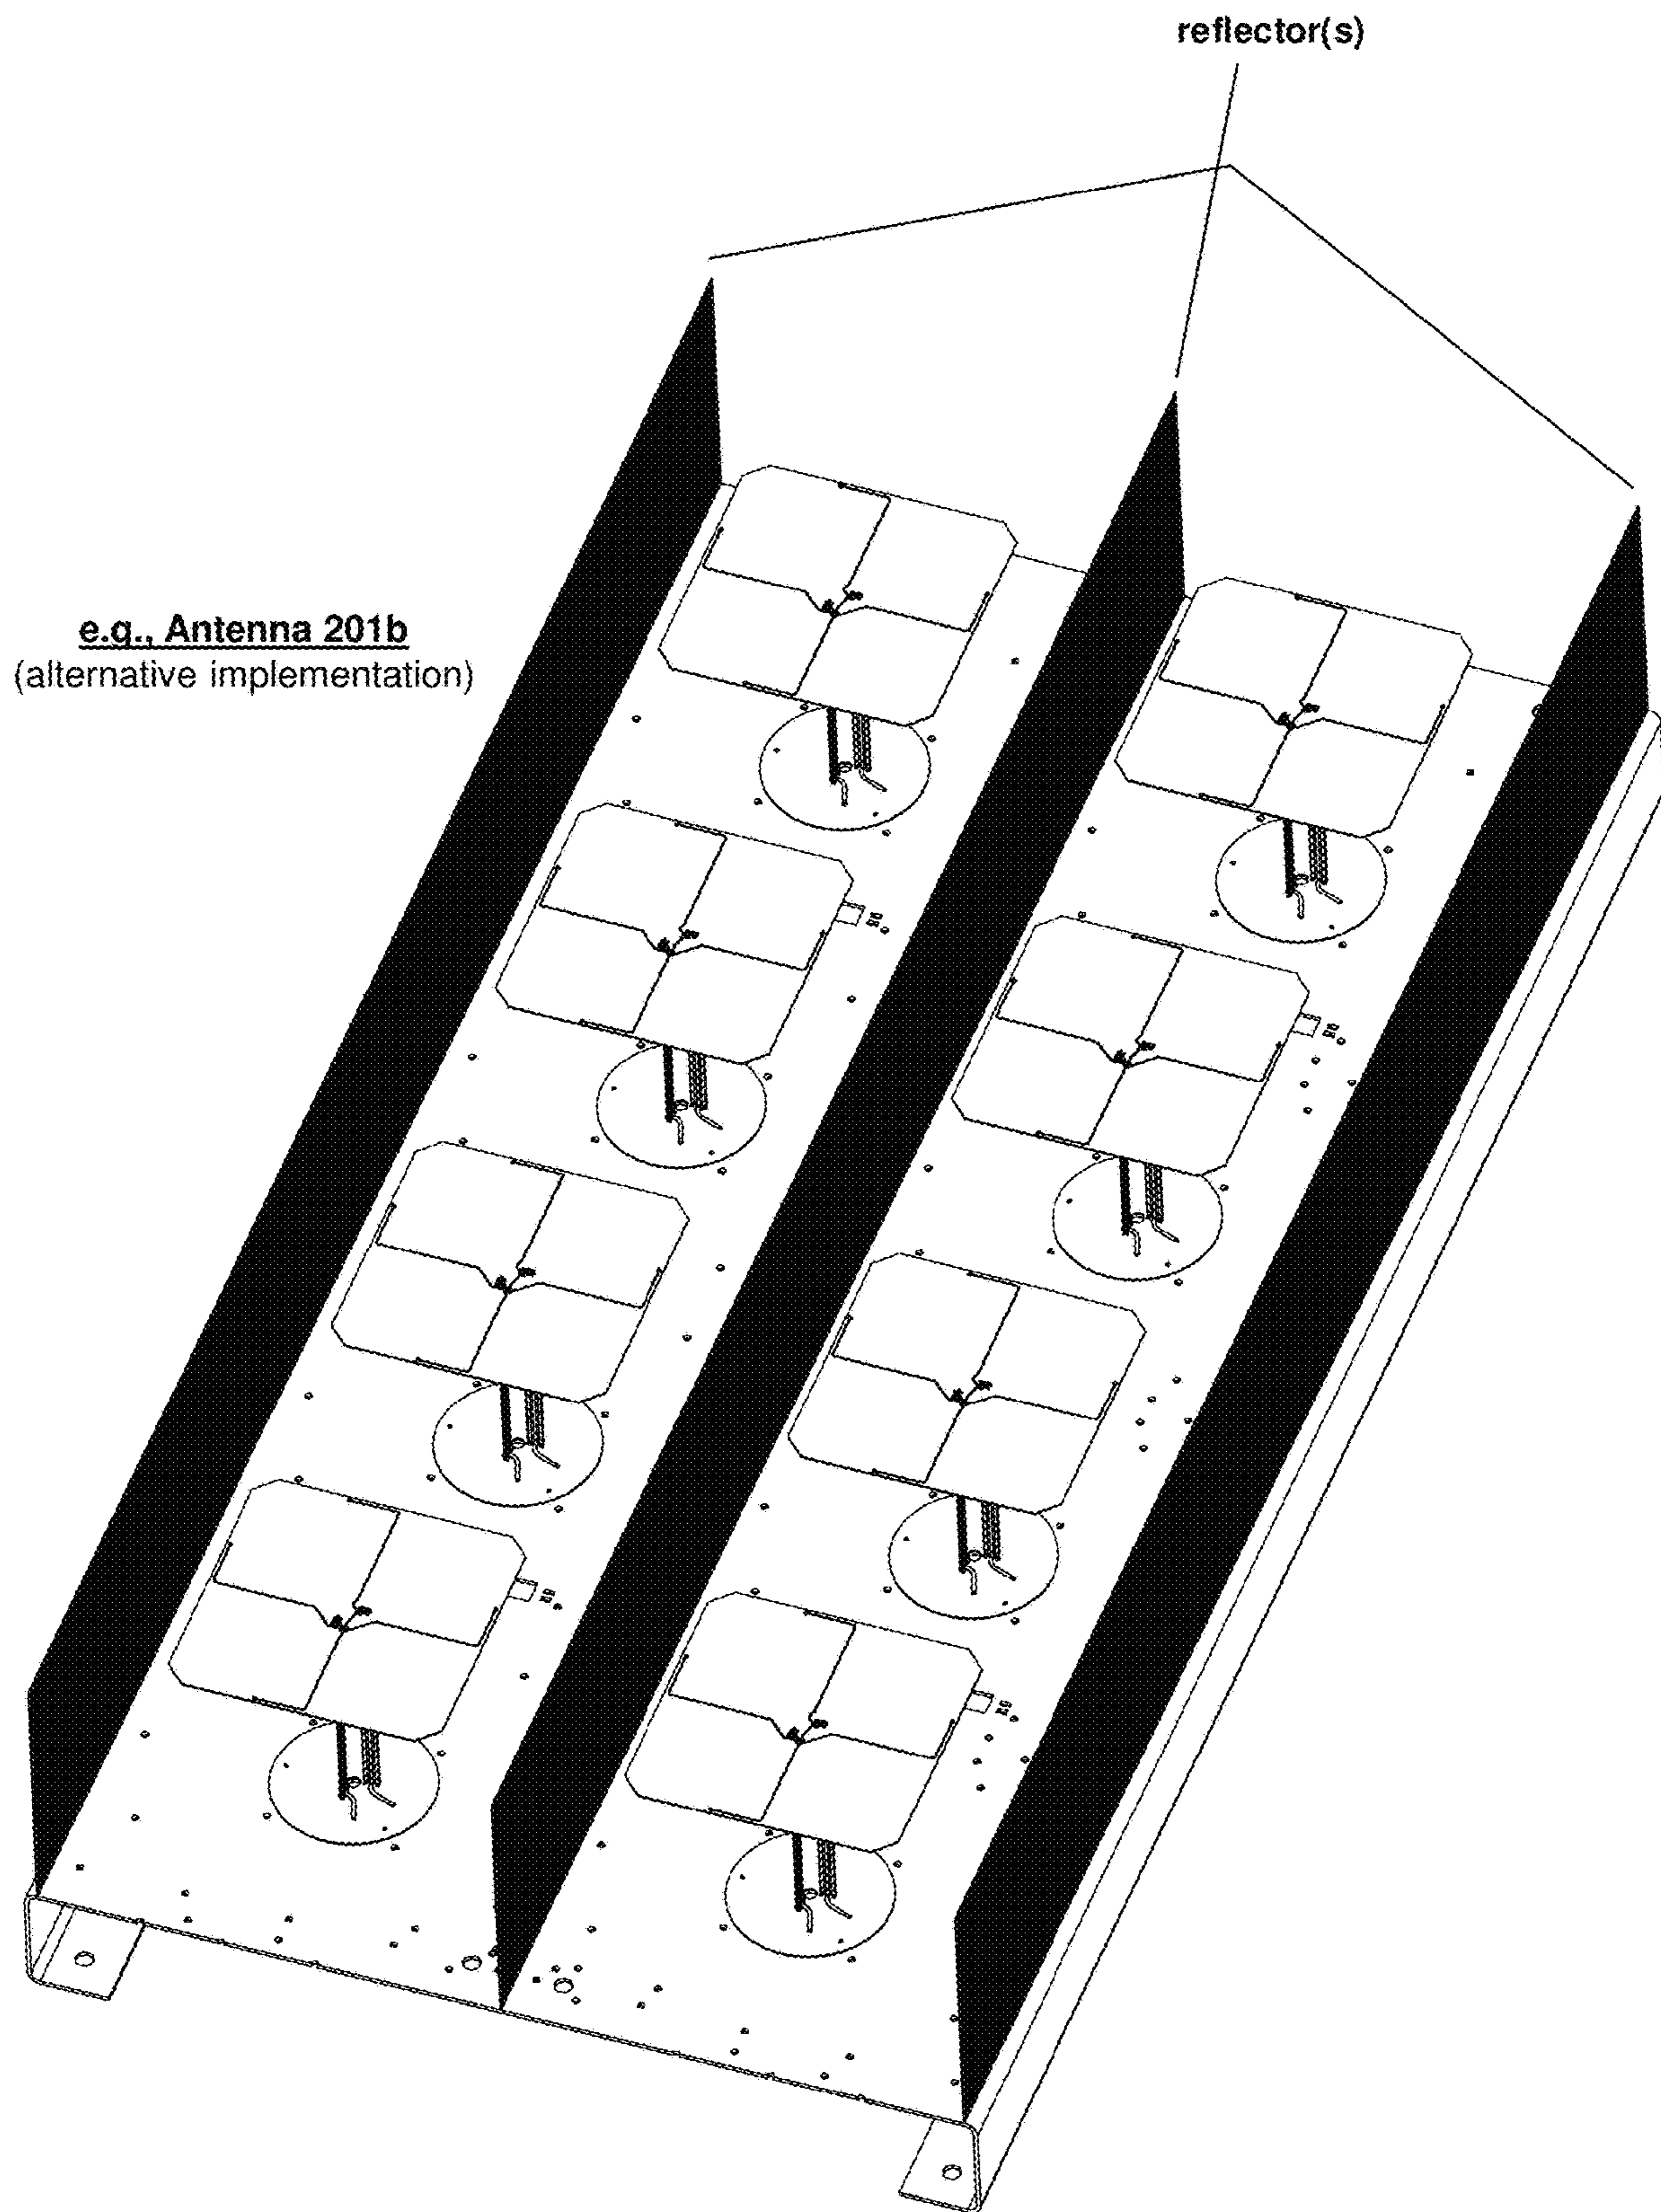 reflector(s)
e.g., Antenna 201b
(alternative implementation)